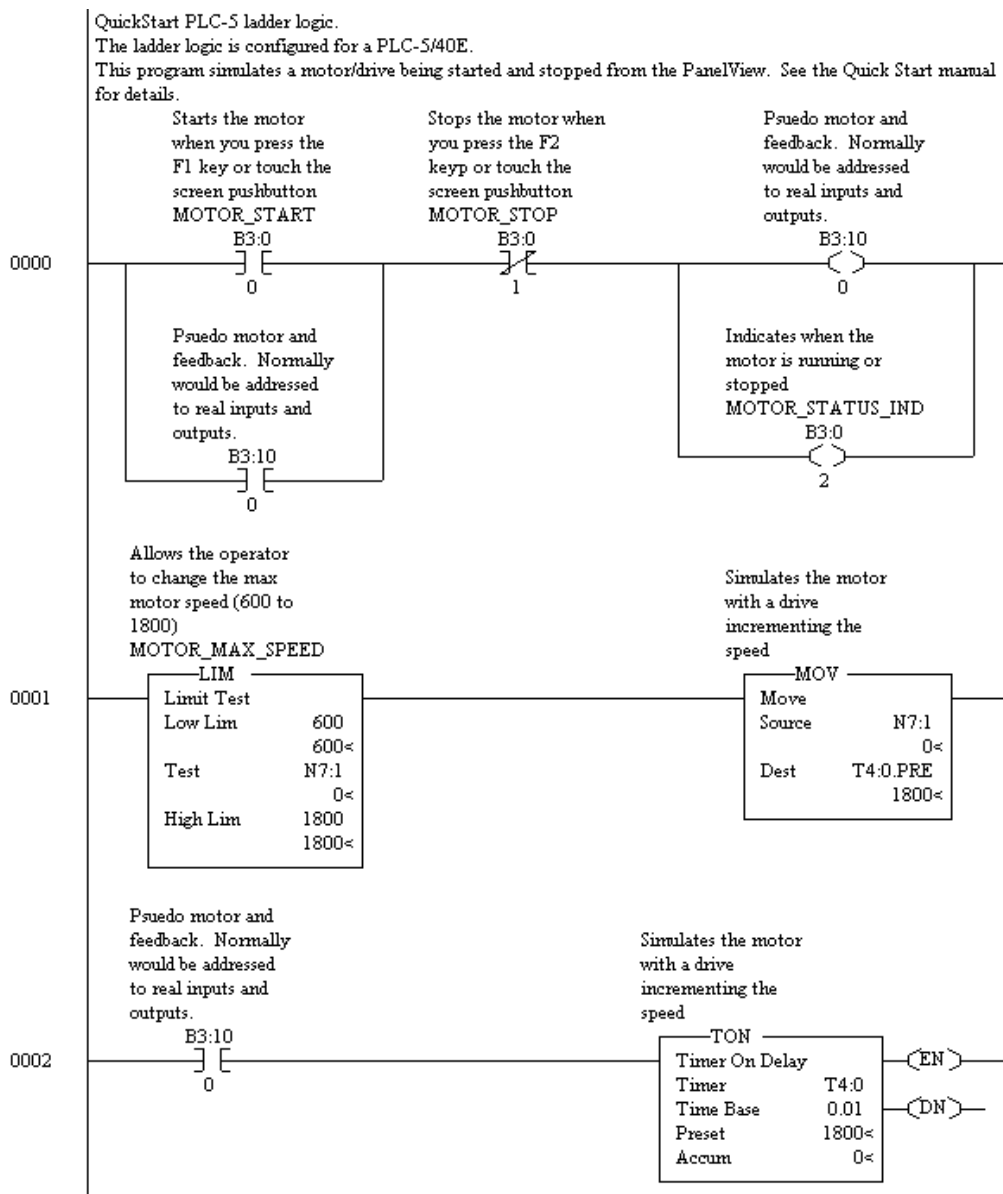 QuickStart PLC-5 ladder logic.
The ladder logic is configured for a PLC-5/40E.
This program simulates a motor/drive being started and stopped from the PanelView.  See the Quick Start manual
for details.
Starts the motor
when you press the
F1 key or touch the
screen pushbutton
MOTOR_START
B3:0
0
Stops the motor when
you press the F2
keyp or touch the
screen pushbutton
MOTOR_STOP
B3:0
1
Psuedo motor and
feedback.  Normally
would be addressed
to real inputs and
outputs.
B3:10
0
0000
Psuedo motor and
feedback.  Normally
would be addressed
to real inputs and
outputs.
B3:10
0
Indicates when the
motor is running or
stopped
MOTOR_STATUS_IND
B3:0
2
Allows the operator
to change the max
motor speed (600 to
1800)
MOTOR_MAX_SPEED
0001
LIM
Limit Test
Low Lim 600
600<
Test N7:1
0<
High Lim 1800
1800<
Simulates the motor
with a drive
incrementing the
speed
MOV
Move
Source N7:1
0<
Dest T4:0.PRE
1800<
Psuedo motor and
feedback.  Normally
would be addressed
to real inputs and
outputs.
B3:10
0
0002
Simulates the motor
with a drive
incrementing the
speed
TON
Timer On Delay
Timer T4:0
Time Base 0.01
Preset 1800<
Accum 0<
EN
DN